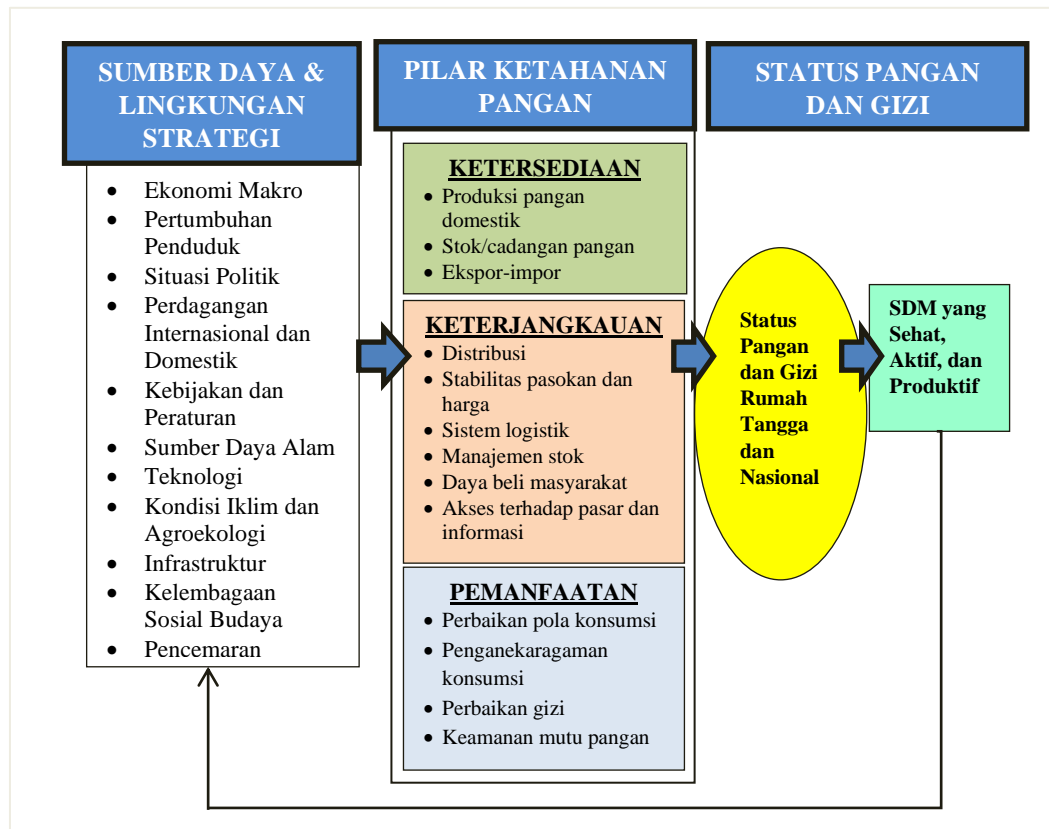 SUMBER DAYA &
LINGKUNGAN
STRATEGI
• Ekonomi Makro
• Pertumbuhan
Penduduk
• Situasi Politik
• Perdagangan
Internasional dan
Domestik
• Kebijakan dan
Peraturan
• Sumber Daya Alam
• Teknologi
• Kondisi Iklim dan
Agroekologi
• Infrastruktur
• Kelembagaan
Sosial Budaya
• Pencemaran
PILAR KETAHANAN
PANGAN
KETERSEDIAAN
• Produksi pangan
domestik
• Stok/cadangan pangan
• Ekspor-impor
KETERJANGKAUAN
• Distribusi
• Stabilitas pasokan dan
harga
• Sistem logistik
• Manajemen stok
• Daya beli masyarakat
• Akses terhadap pasar dan
informasi
PEMANFAATAN
• Perbaikan pola konsumsi
• Penganekaragaman
konsumsi
• Perbaikan gizi
• Keamanan mutu pangan
STATUS PANGAN
DAN GIZI
Status
Pangan
dan Gizi
Rumah
Tangga
dan
Nasional
SDM yang
Sehat,
Aktif, dan
Produktif